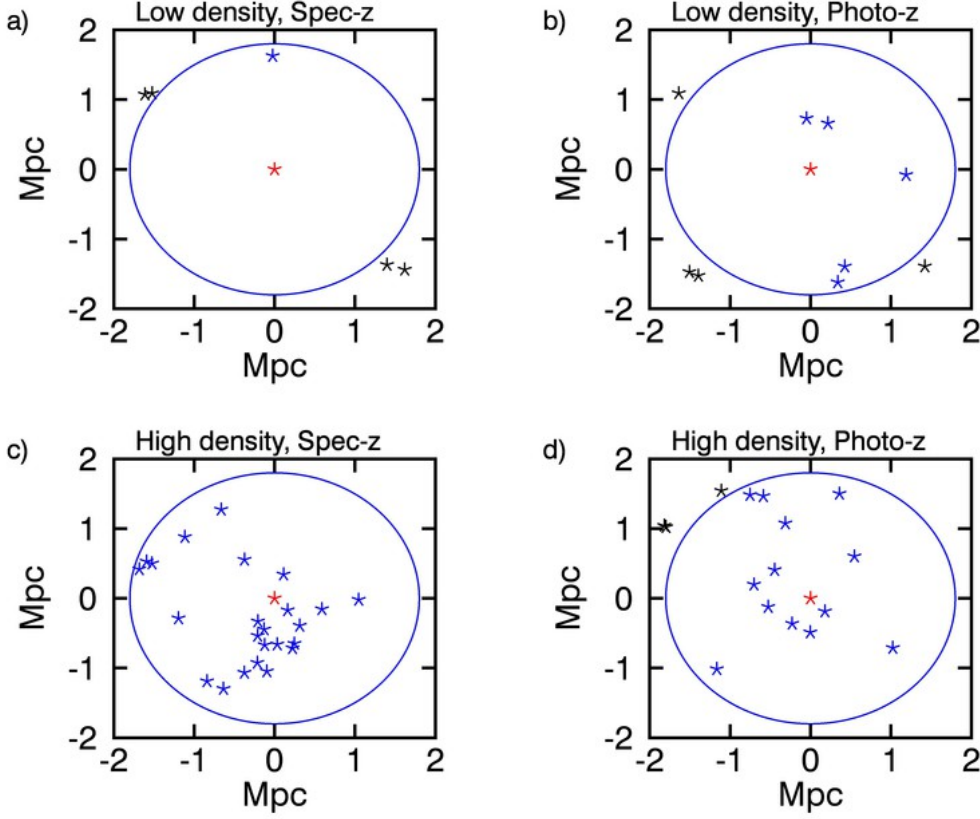 a)
Low density, Spec-z
2
1
0
-1
-2
Mpc
-2 -1 0 1 2
Mpc
b)
Low density, Photo-z
2
1
0
-1
-2
Mpc
-2 -1 0 1 2
Mpc
c)
High density, Spec-z
2
1
0
-1
-2
Mpc
-2 -1 0 1 2
Mpc
d)
High density, Photo-z
2
1
0
-1
-2
Mpc
-2 -1 0 1 2
Mpc